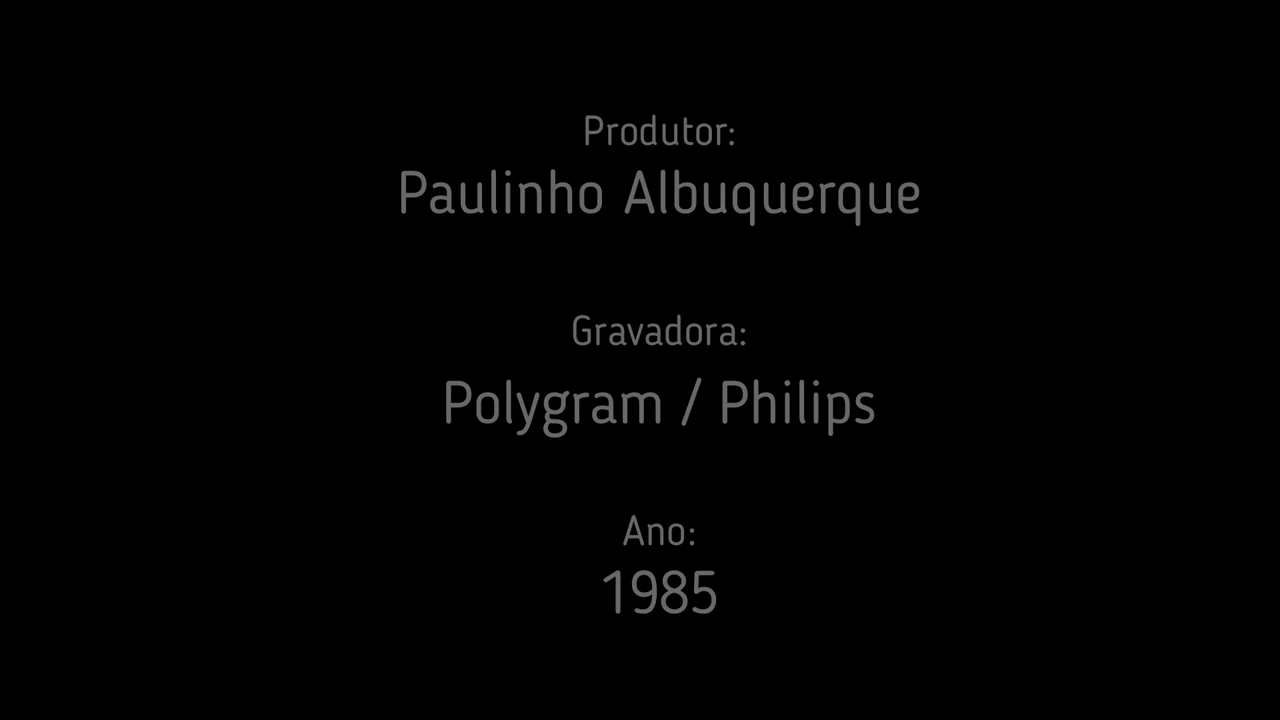 Produtor:
Paulinho Albuquerque
Gravadora:
Polygram / Philips
Ano:
1985